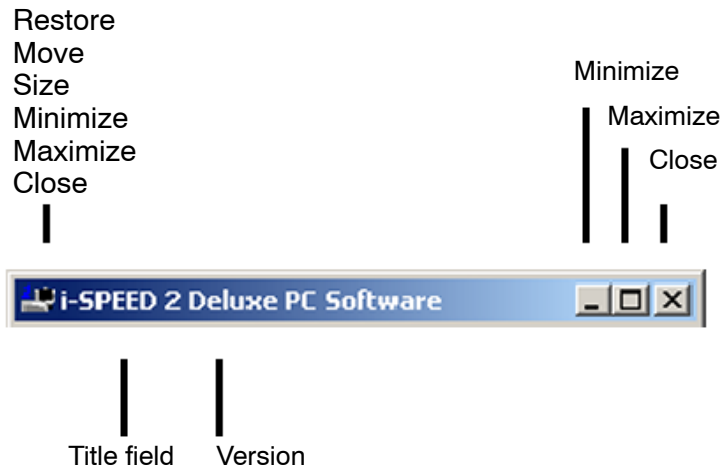 Restore
Move
Size
Minimize
Maximize
Close
Minimize
Maximize
Close
i-SPEED 2 Deluxe PC Software
Title field
Version